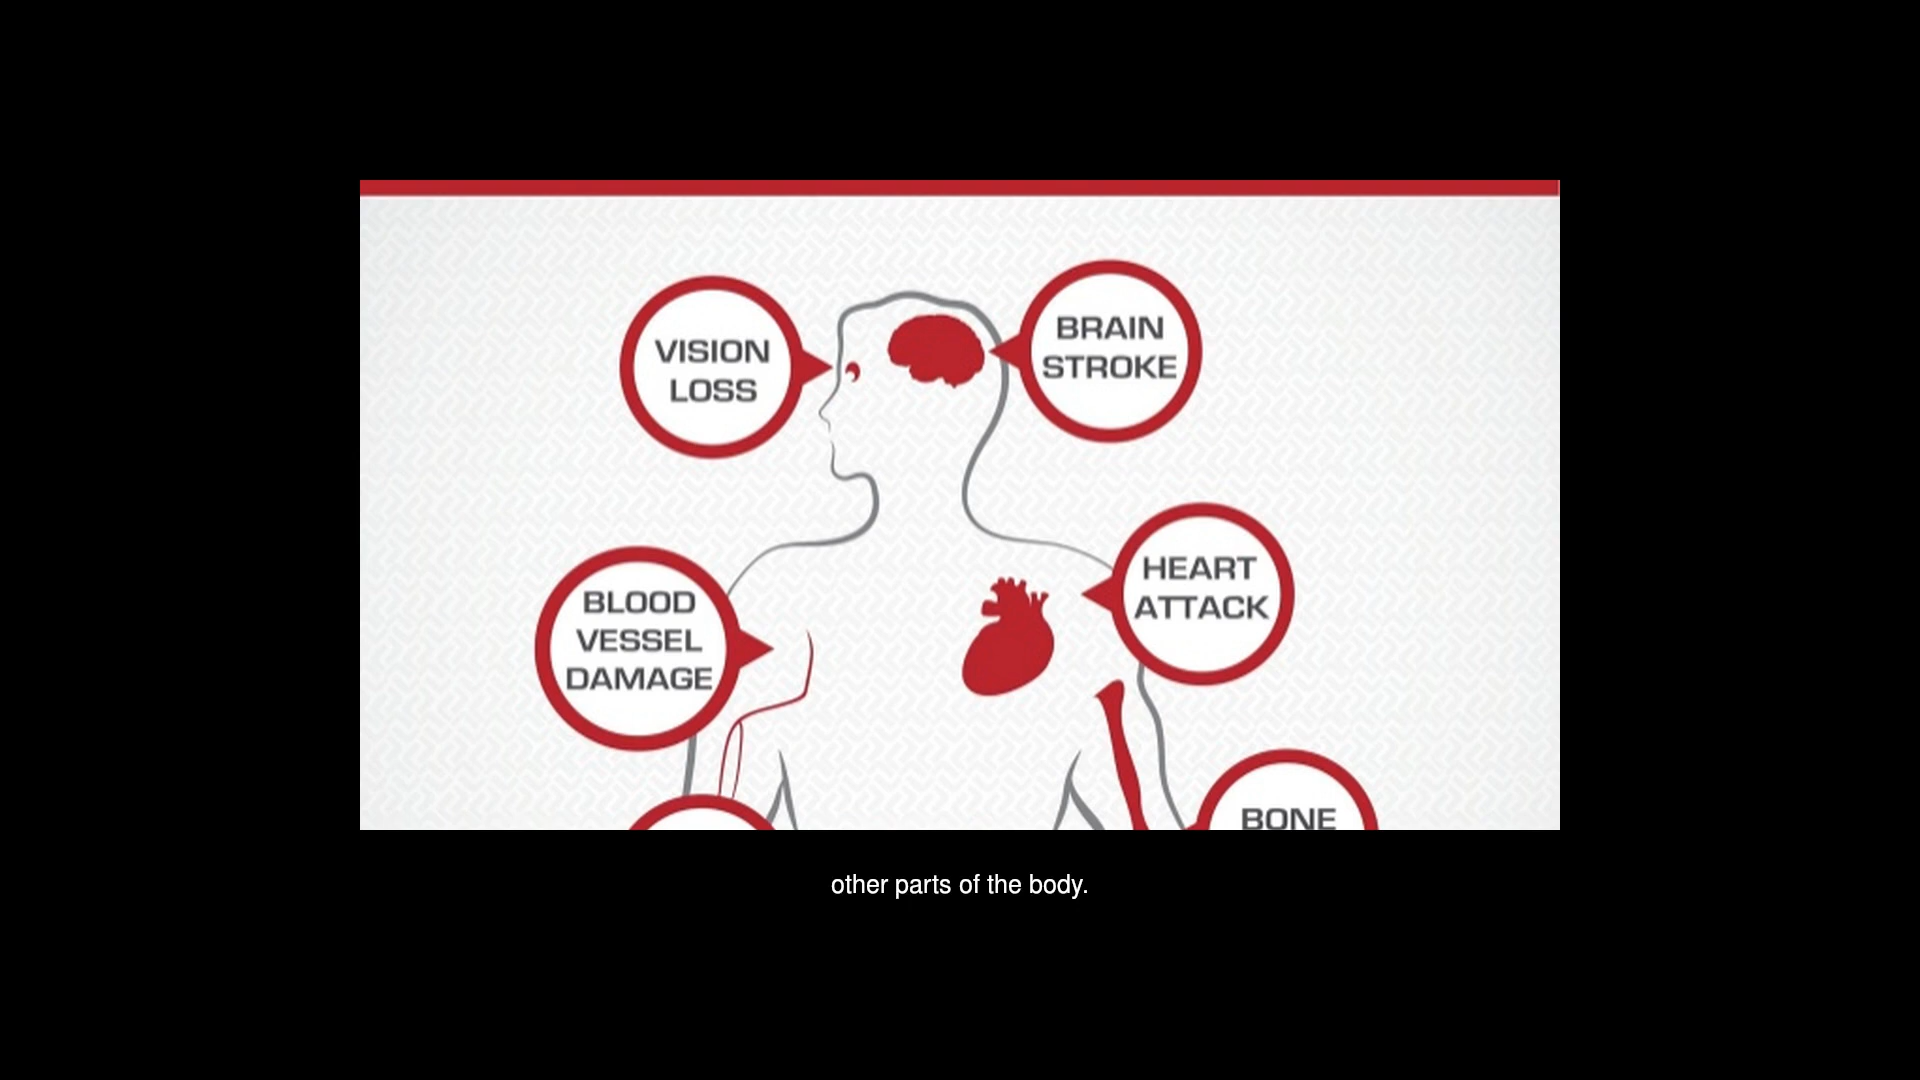 VISION
LOSS
BRAIN
STROKE
BLOOD
VESSEL
DAMAGE
HEART
ATTACK
BONE
other parts of the body.